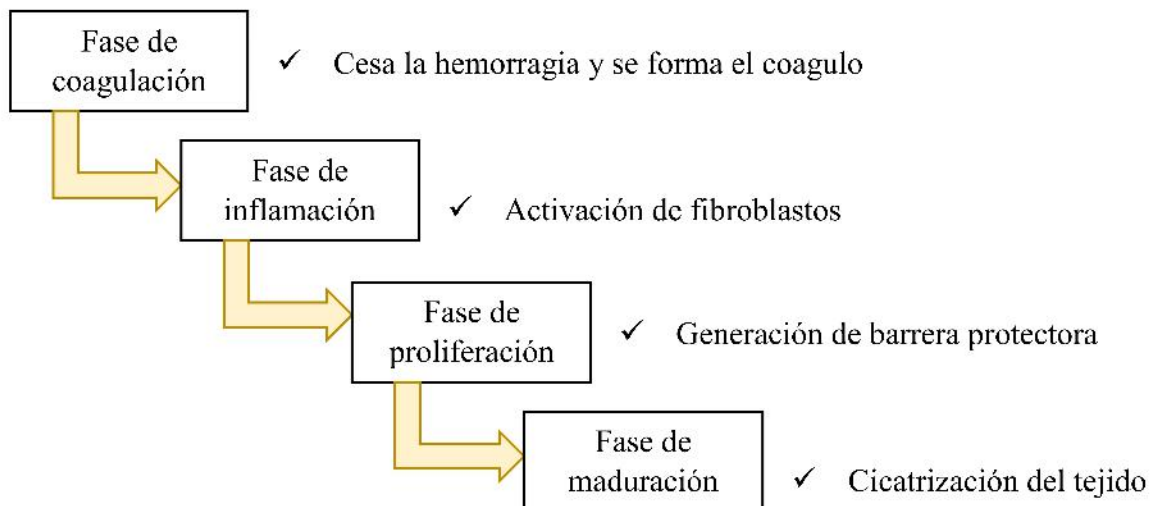 Fase de
coagulación
✓ Cesa la hemorragia y se forma el coagulo
Fase de
inflamación
✓ Activación de fibroblastos
Fase de
proliferación
✓ Generación de barrera protectora
Fase de
maduración
✓ Cicatrización del tejido